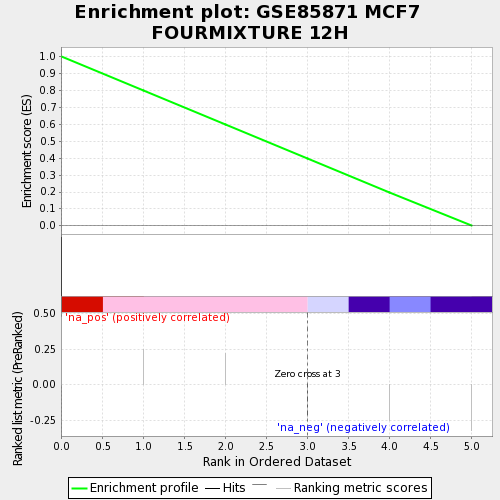 Enrichment plot: GSE85871 MCF7
FOURMIXTURE 12H
Enrichment score (ES)
1.0
0.9
0.8
0.7
0.6
0.5
0.4
0.3
0.2
0.1
0.0
'na_pos' (positively correlated)
Ranked list metric (PreRanked)
0.50
0.25
0.00
-0.25
Zero cross at 3
'na_neg' (negatively correlated)
0.0 0.5 1.0 1.5 2.0 2.5 3.0 3.5 4.0 4.5 5.0
Rank in Ordered Dataset
Enrichment profile Hits Ranking metric scores